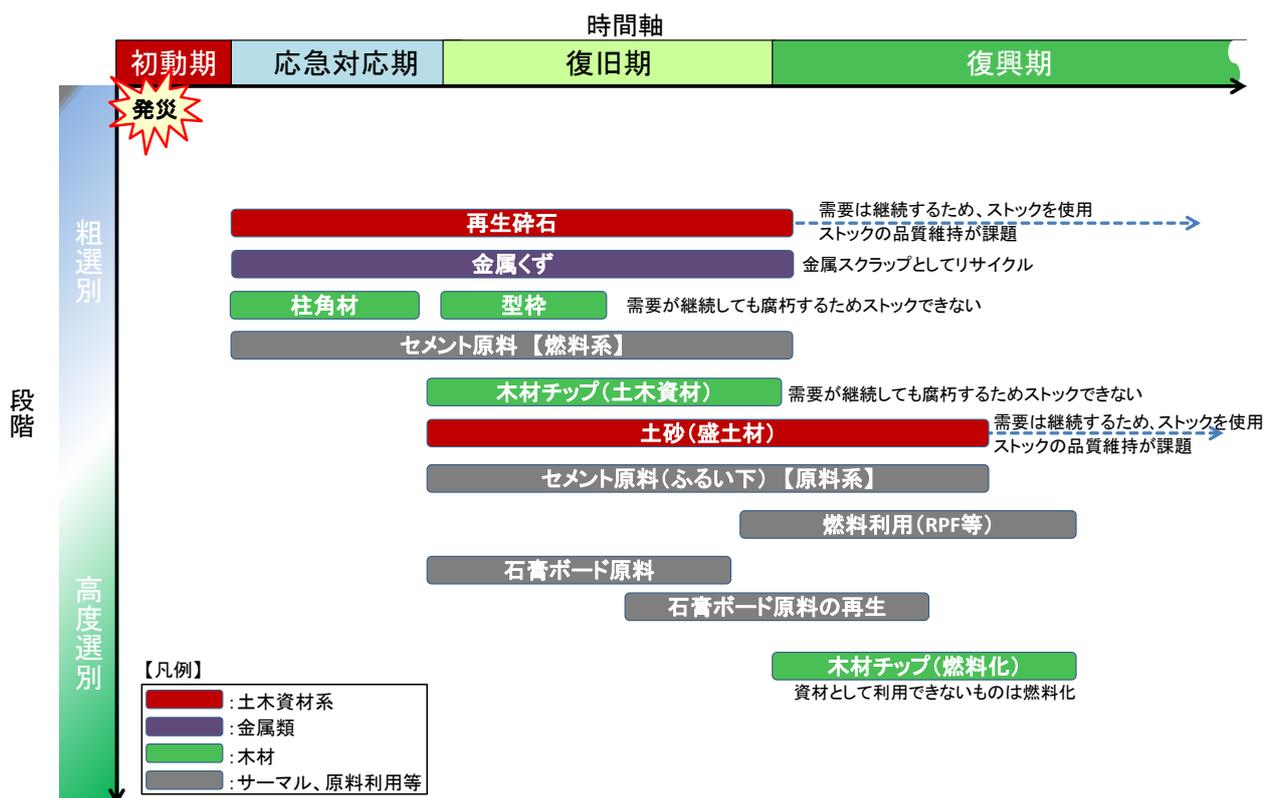 時間軸
初動期
応急対応期
復旧期
復興期
発災
粗選別
再生砕石
需要は継続するため、ストックを使用
ストックの品質維持が課題
金属くず
金属スクラップとしてリサイクル
柱角材
型枠
需要が継続しても腐朽するためストックできない
セメント原料【燃料系】
段階
木材チップ(土木資材)
需要が継続しても腐朽するためストックできない
土砂(盛土材)
需要は継続するため、ストックを使用
ストックの品質維持が課題
セメント原料(ふるい下)【原料系】
燃料利用(RPF等)
石膏ボード原料
石膏ボード原料の再生
高度選別
木材チップ(燃料化)
資材として利用できないものは燃料化
【凡例】
:土木資材系
:金属類
:木材
:サーマル、原料利用等